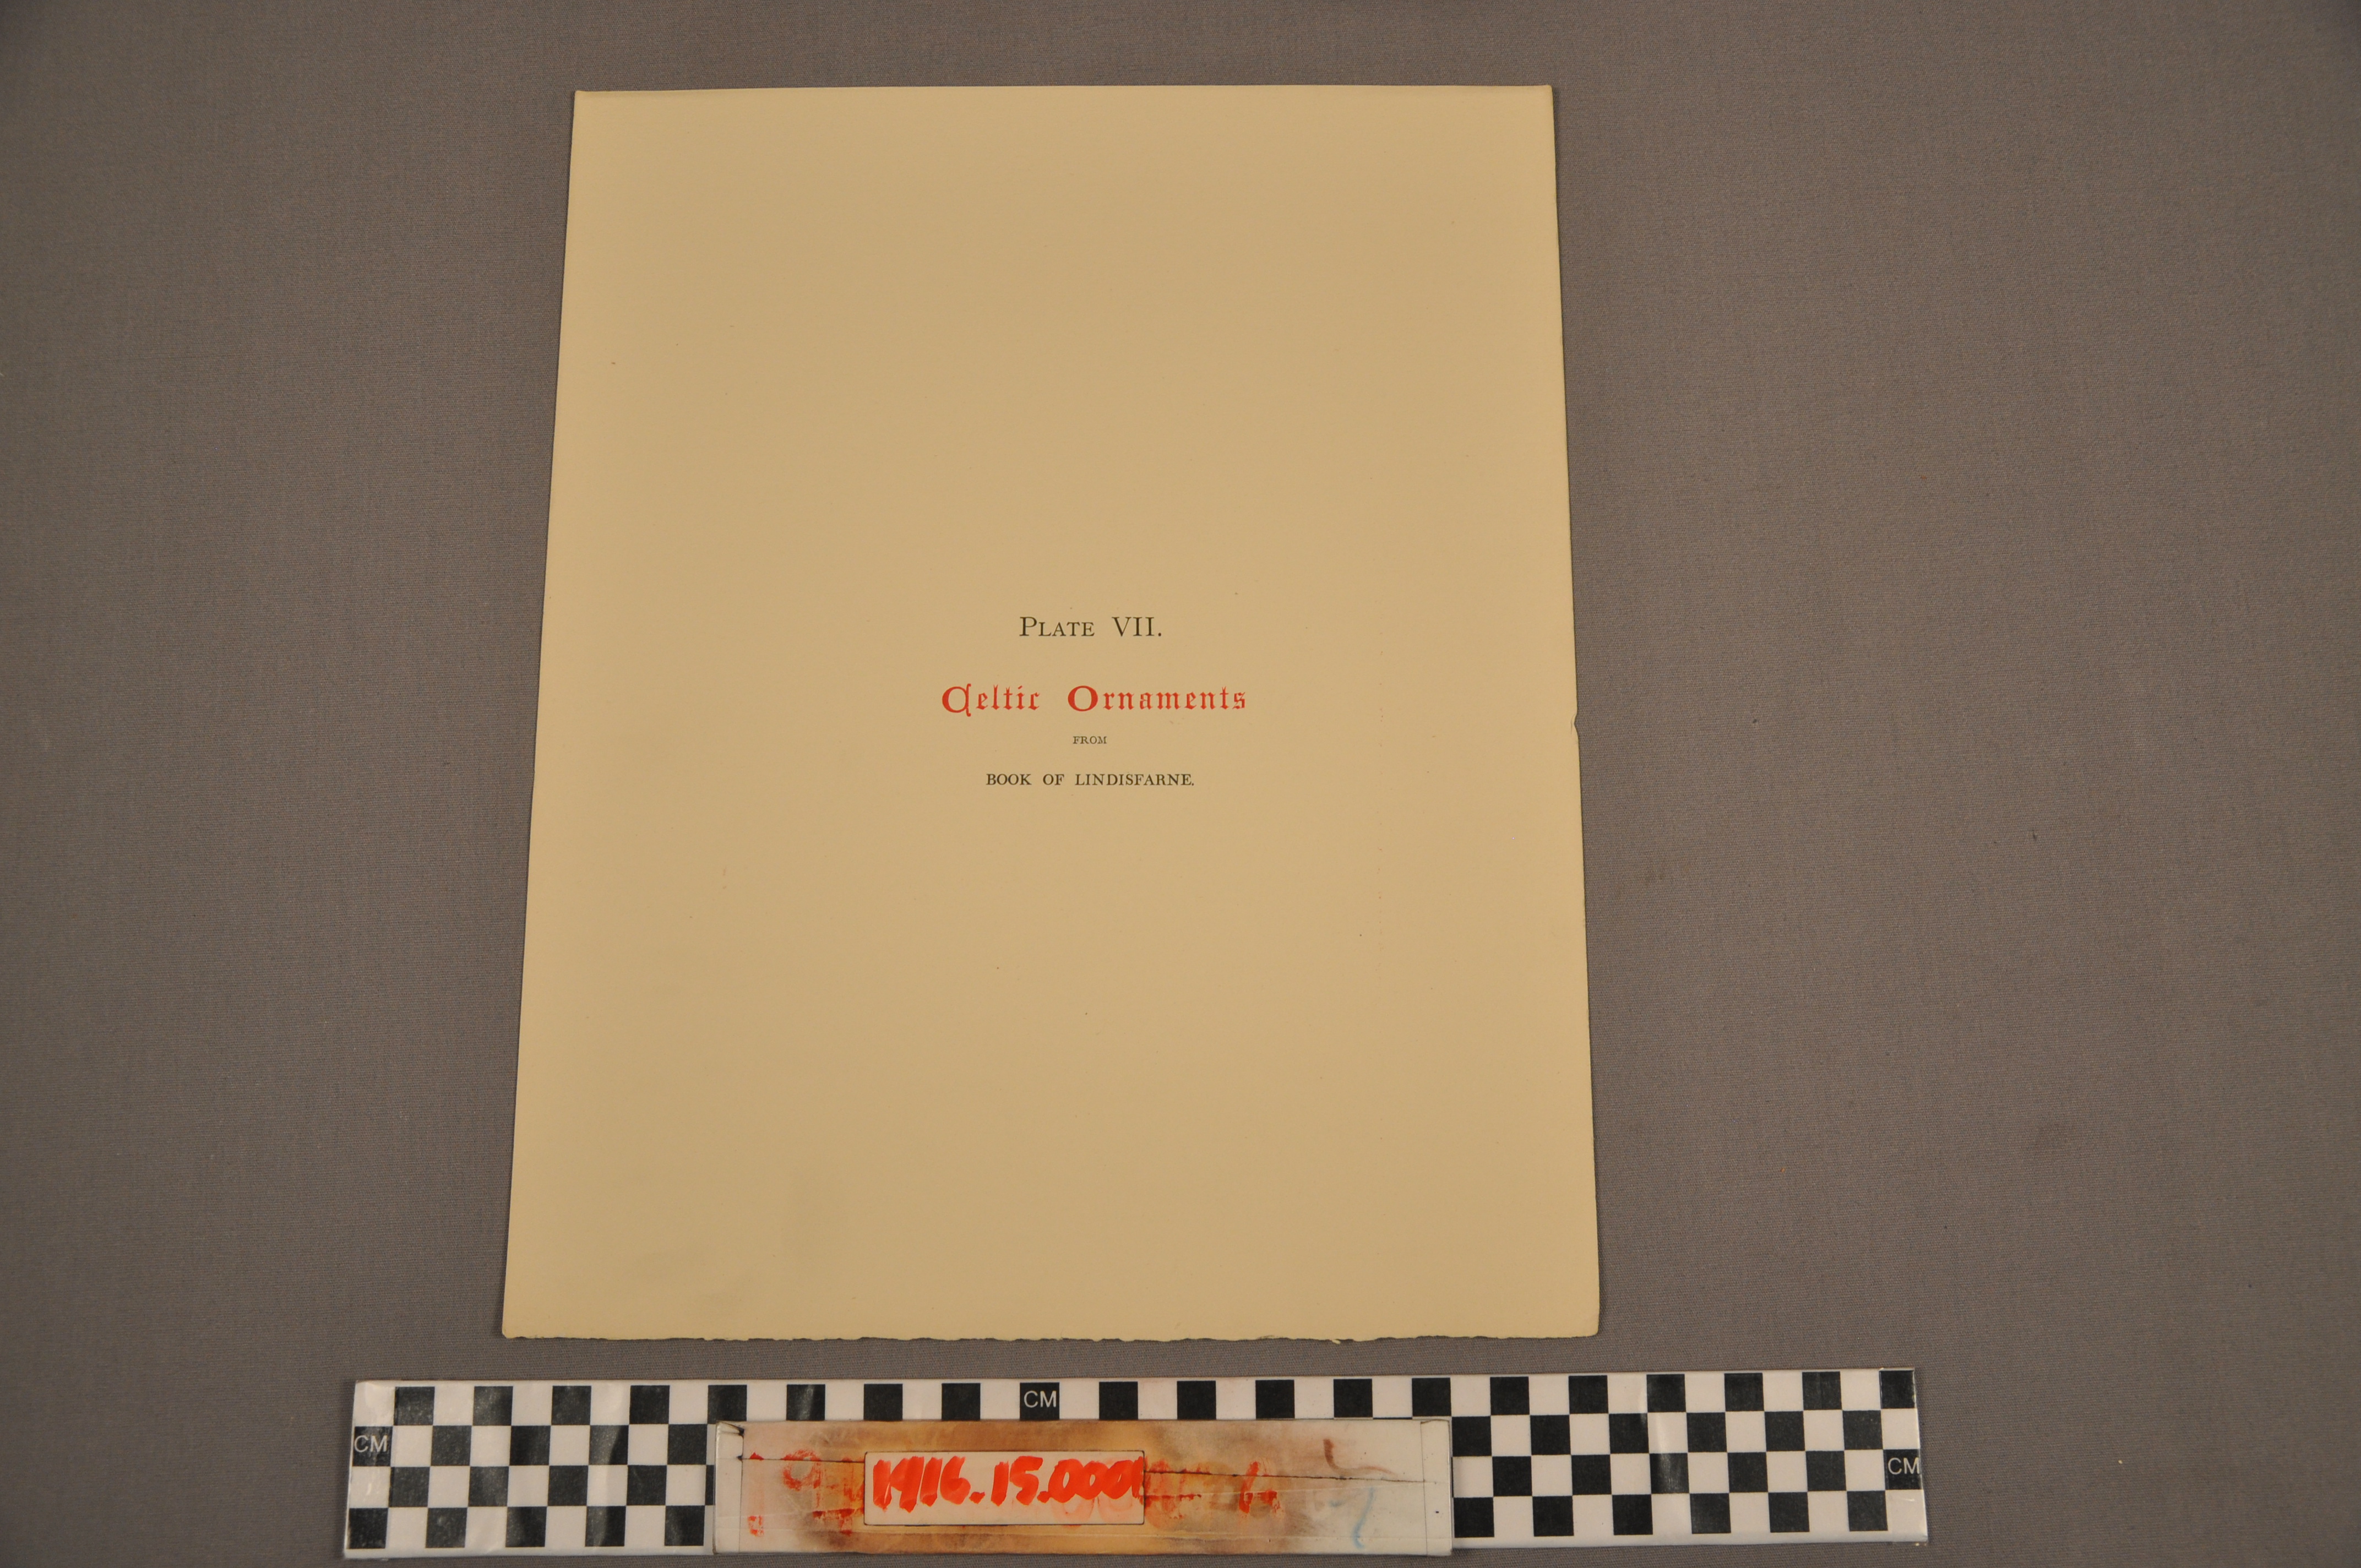 PLATE VII.
Celtic Ornaments
FROM
BOOK OF LINDISFARNE.
CM
CM
CM
1916.15.0001